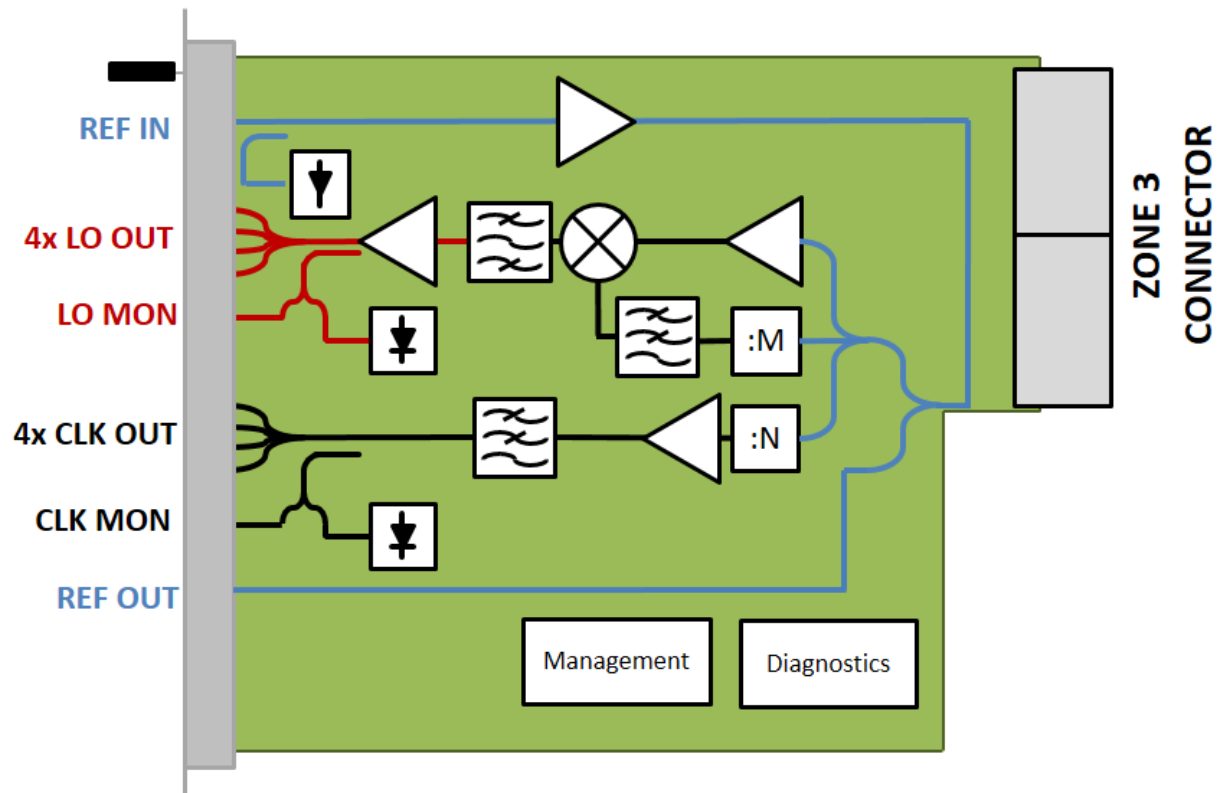 REF IN
4x LO OUT
LO MON
:M
4x CLK OUT
:N
CLK MON
REF OUT
Management
Diagnostics
ZONE 3
CONNECTOR